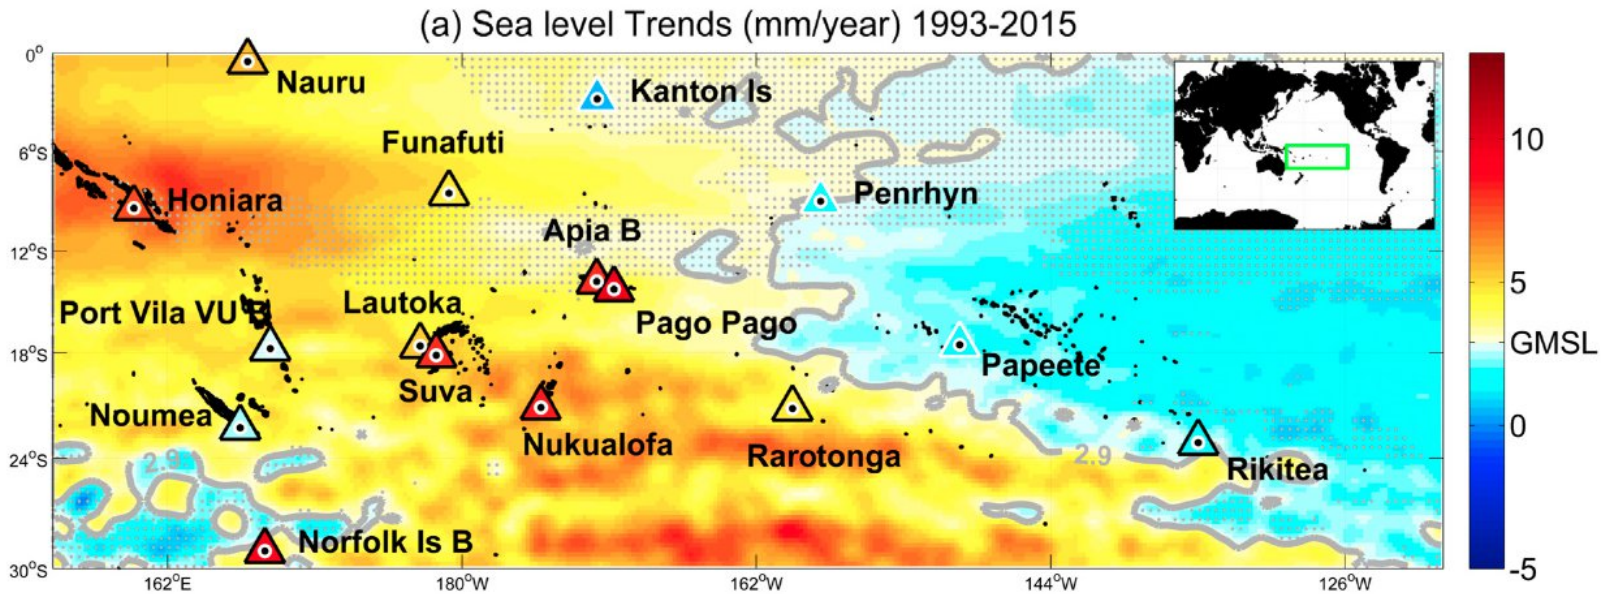 (a) Sea level Trends (mm/year) 1993-2015
0°
Nauru
Kanton Is
Funafuti
6°S
10
Honiara
Penrhyn
Apia B
12°S
5
Port Vila VU B
Lautoka
Pago Pago
GMSL
18°S
Papeete
Suva
Noumea
Nukualofa
Rarotonga
0
2.9
2.9
24°S
Rikitea
Norfolk Is B
30°S
-5
162°E
180°W
162°W
144°W
126°W